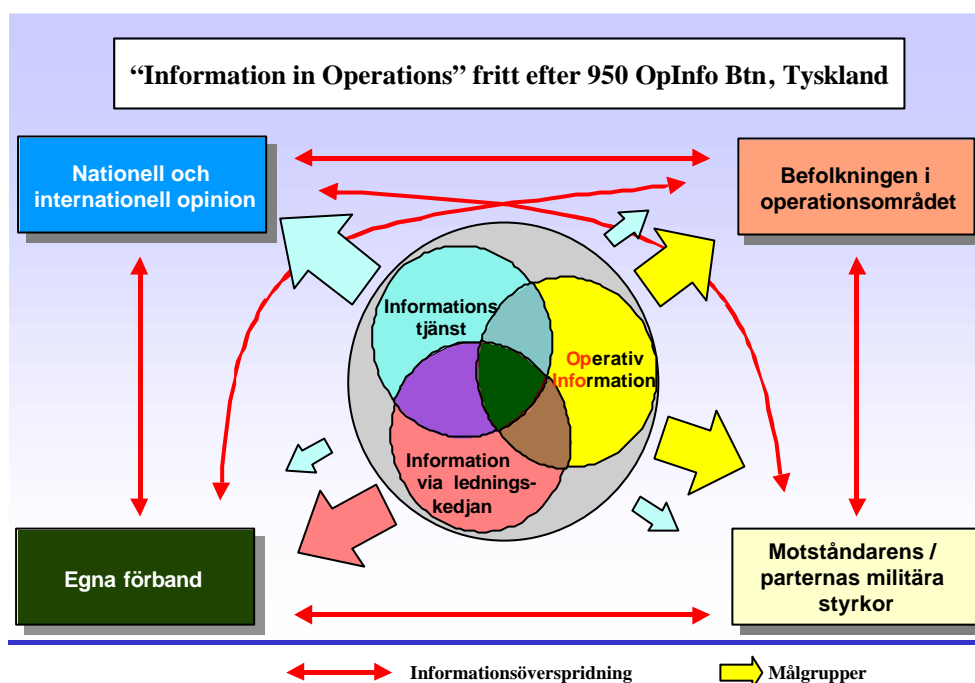 “Information in Operations” fritt efter 950 OpInfo Btn, Tyskland
Nationell och
internationell opinion
Befolkningen i
operationsområdet
Informations
tjänst
Operativ
Information
Information
via lednings-
kedjan
Egna förband
Motståndarens /
parternas militära
styrkor
Informationsöverspridning
Målgrupper